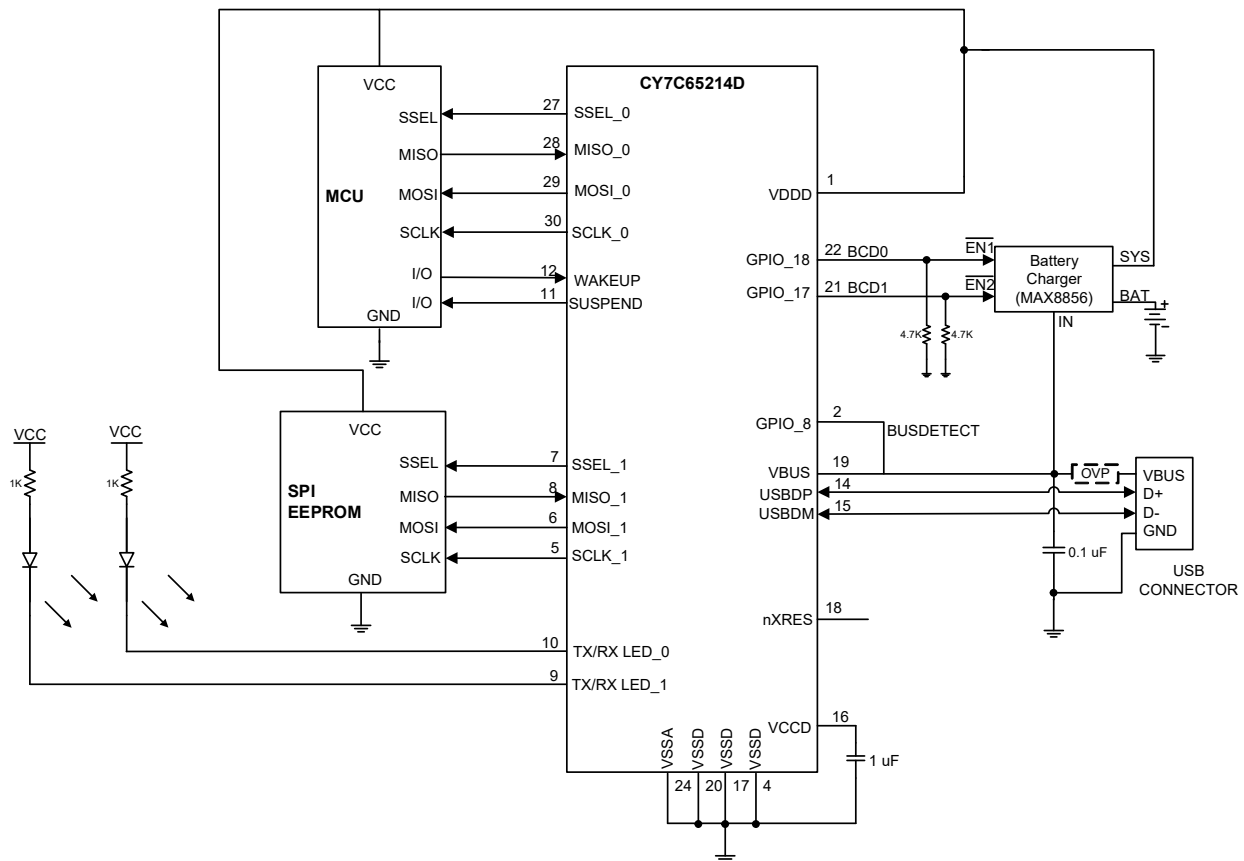 CY7C65214D
VCC
SSEL
MISO
MCU
MOSI
SCLK
I/O
I/O
GND
27
28
29
30
12
11
SSEL_0
MISO_0
MOSI_0
SCLK_0
WAKEUP
SUSPEND
VDDD
1
GPIO_18
22 BCD0
EN1
GPIO_17
21 BCD1
EN2
Battery
Charger
(MAX8856)
SYS
BAT
+
-
IN
4.7K
4.7K
GPIO_8
2
BUSDETECT
VBUS
19
OVP
VBUS
USBDP
14
D+
USBDM
15
D-
GND
0.1 uF
USB
CONNECTOR
VCC
VCC
1K
1K
VCC
SSEL
SPI
EEPROM
MISO
MOSI
SCLK
GND
7
8
6
5
SSEL_1
MISO_1
MOSI_1
SCLK_1
nXRES
18
10
TX/RX LED_0
9
TX/RX LED_1
VCCD
16
1 uF
VSSA
VSSD
VSSD
VSSD
24
20
17
4